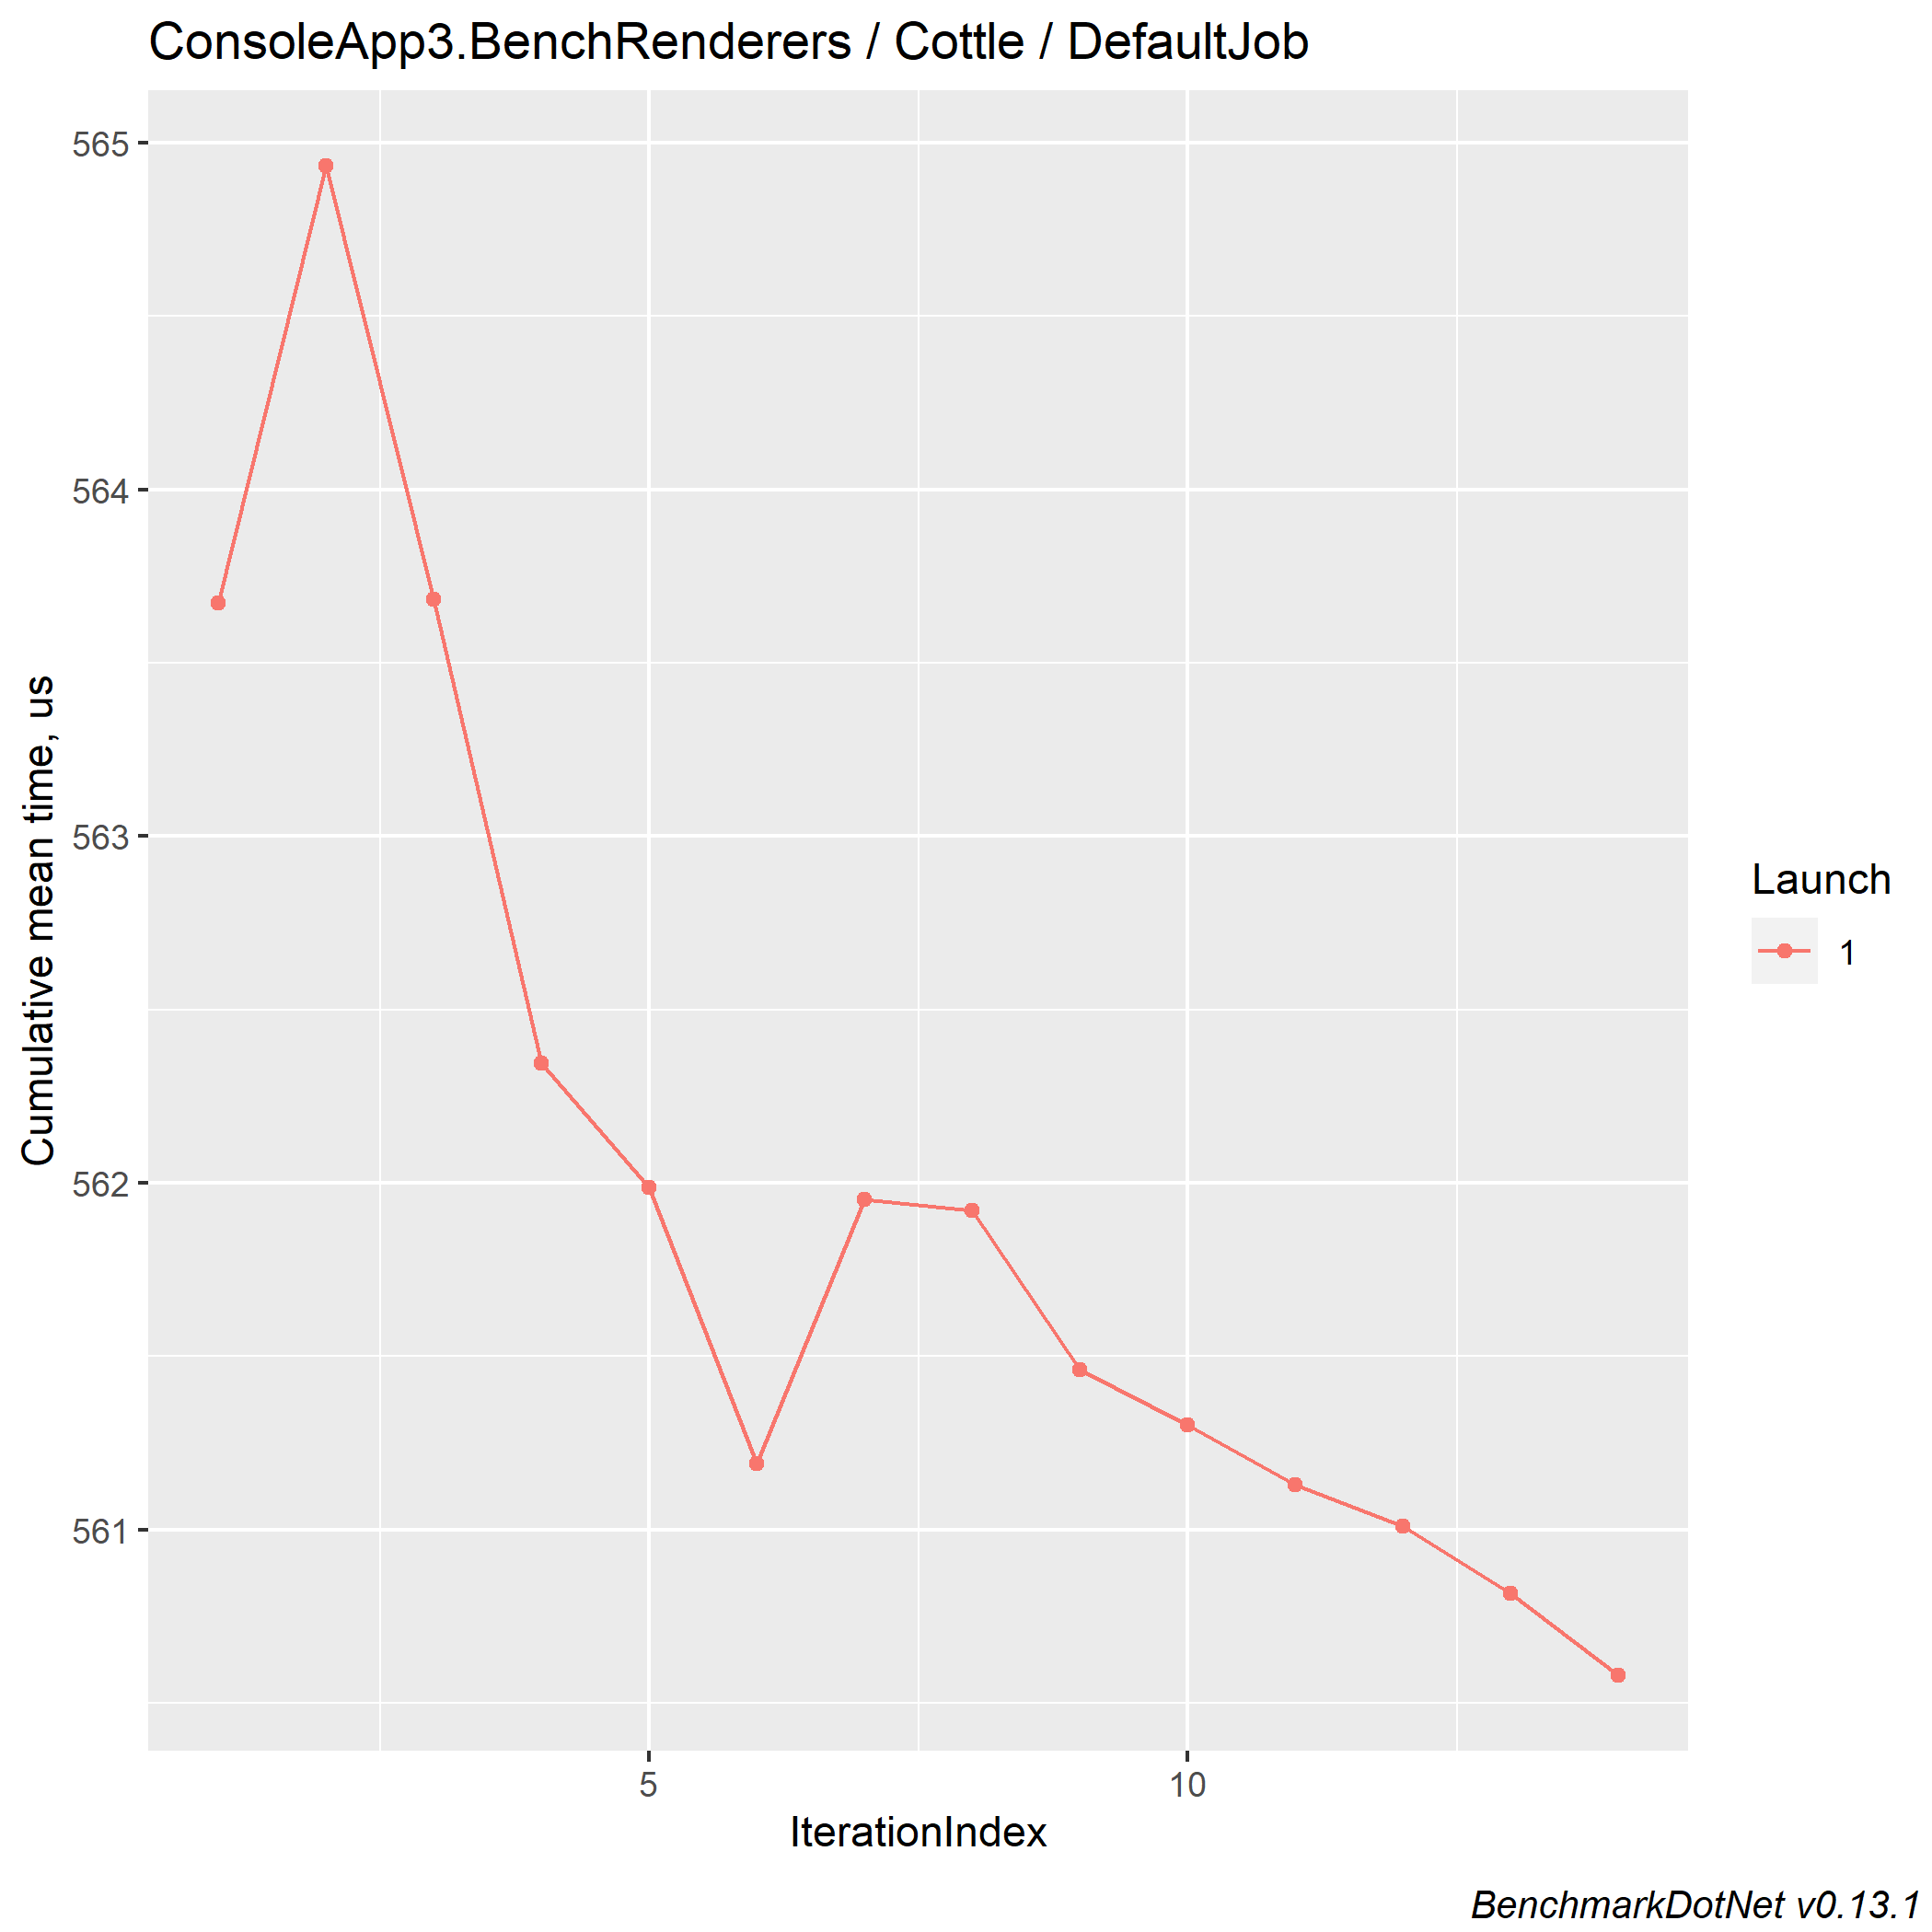 ConsoleApp3.BenchRenderers / Cottle / DefaultJob
565
564
563
562
561
Cumulative mean time, us
5
10
IterationIndex
Launch
1
BenchmarkDotNet v0.13.1